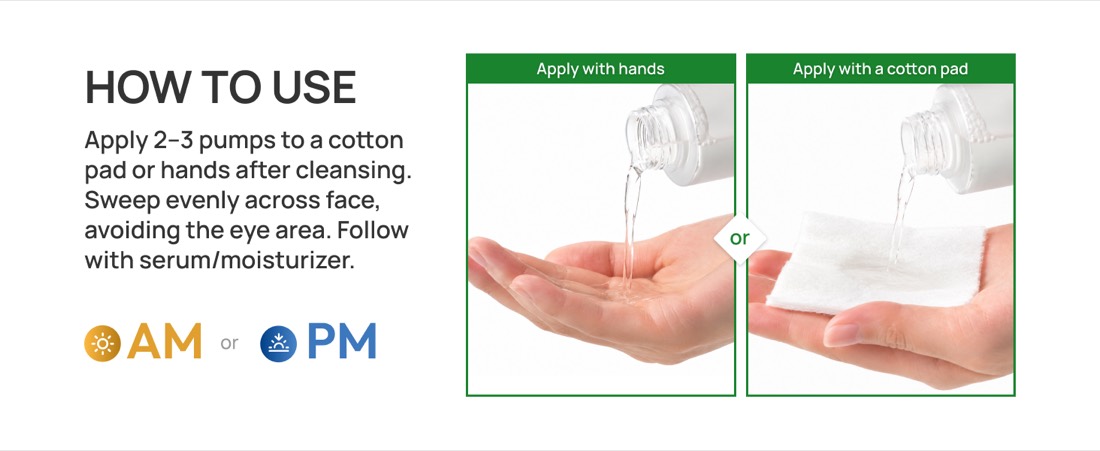 HOW TO USE
Apply 2–3 pumps to a cotton
pad or hands after cleansing.
Sweep evenly across face,
avoiding the eye area. Follow
with serum/moisturizer.
AM or PM
Apply with hands
or
Apply with a cotton pad